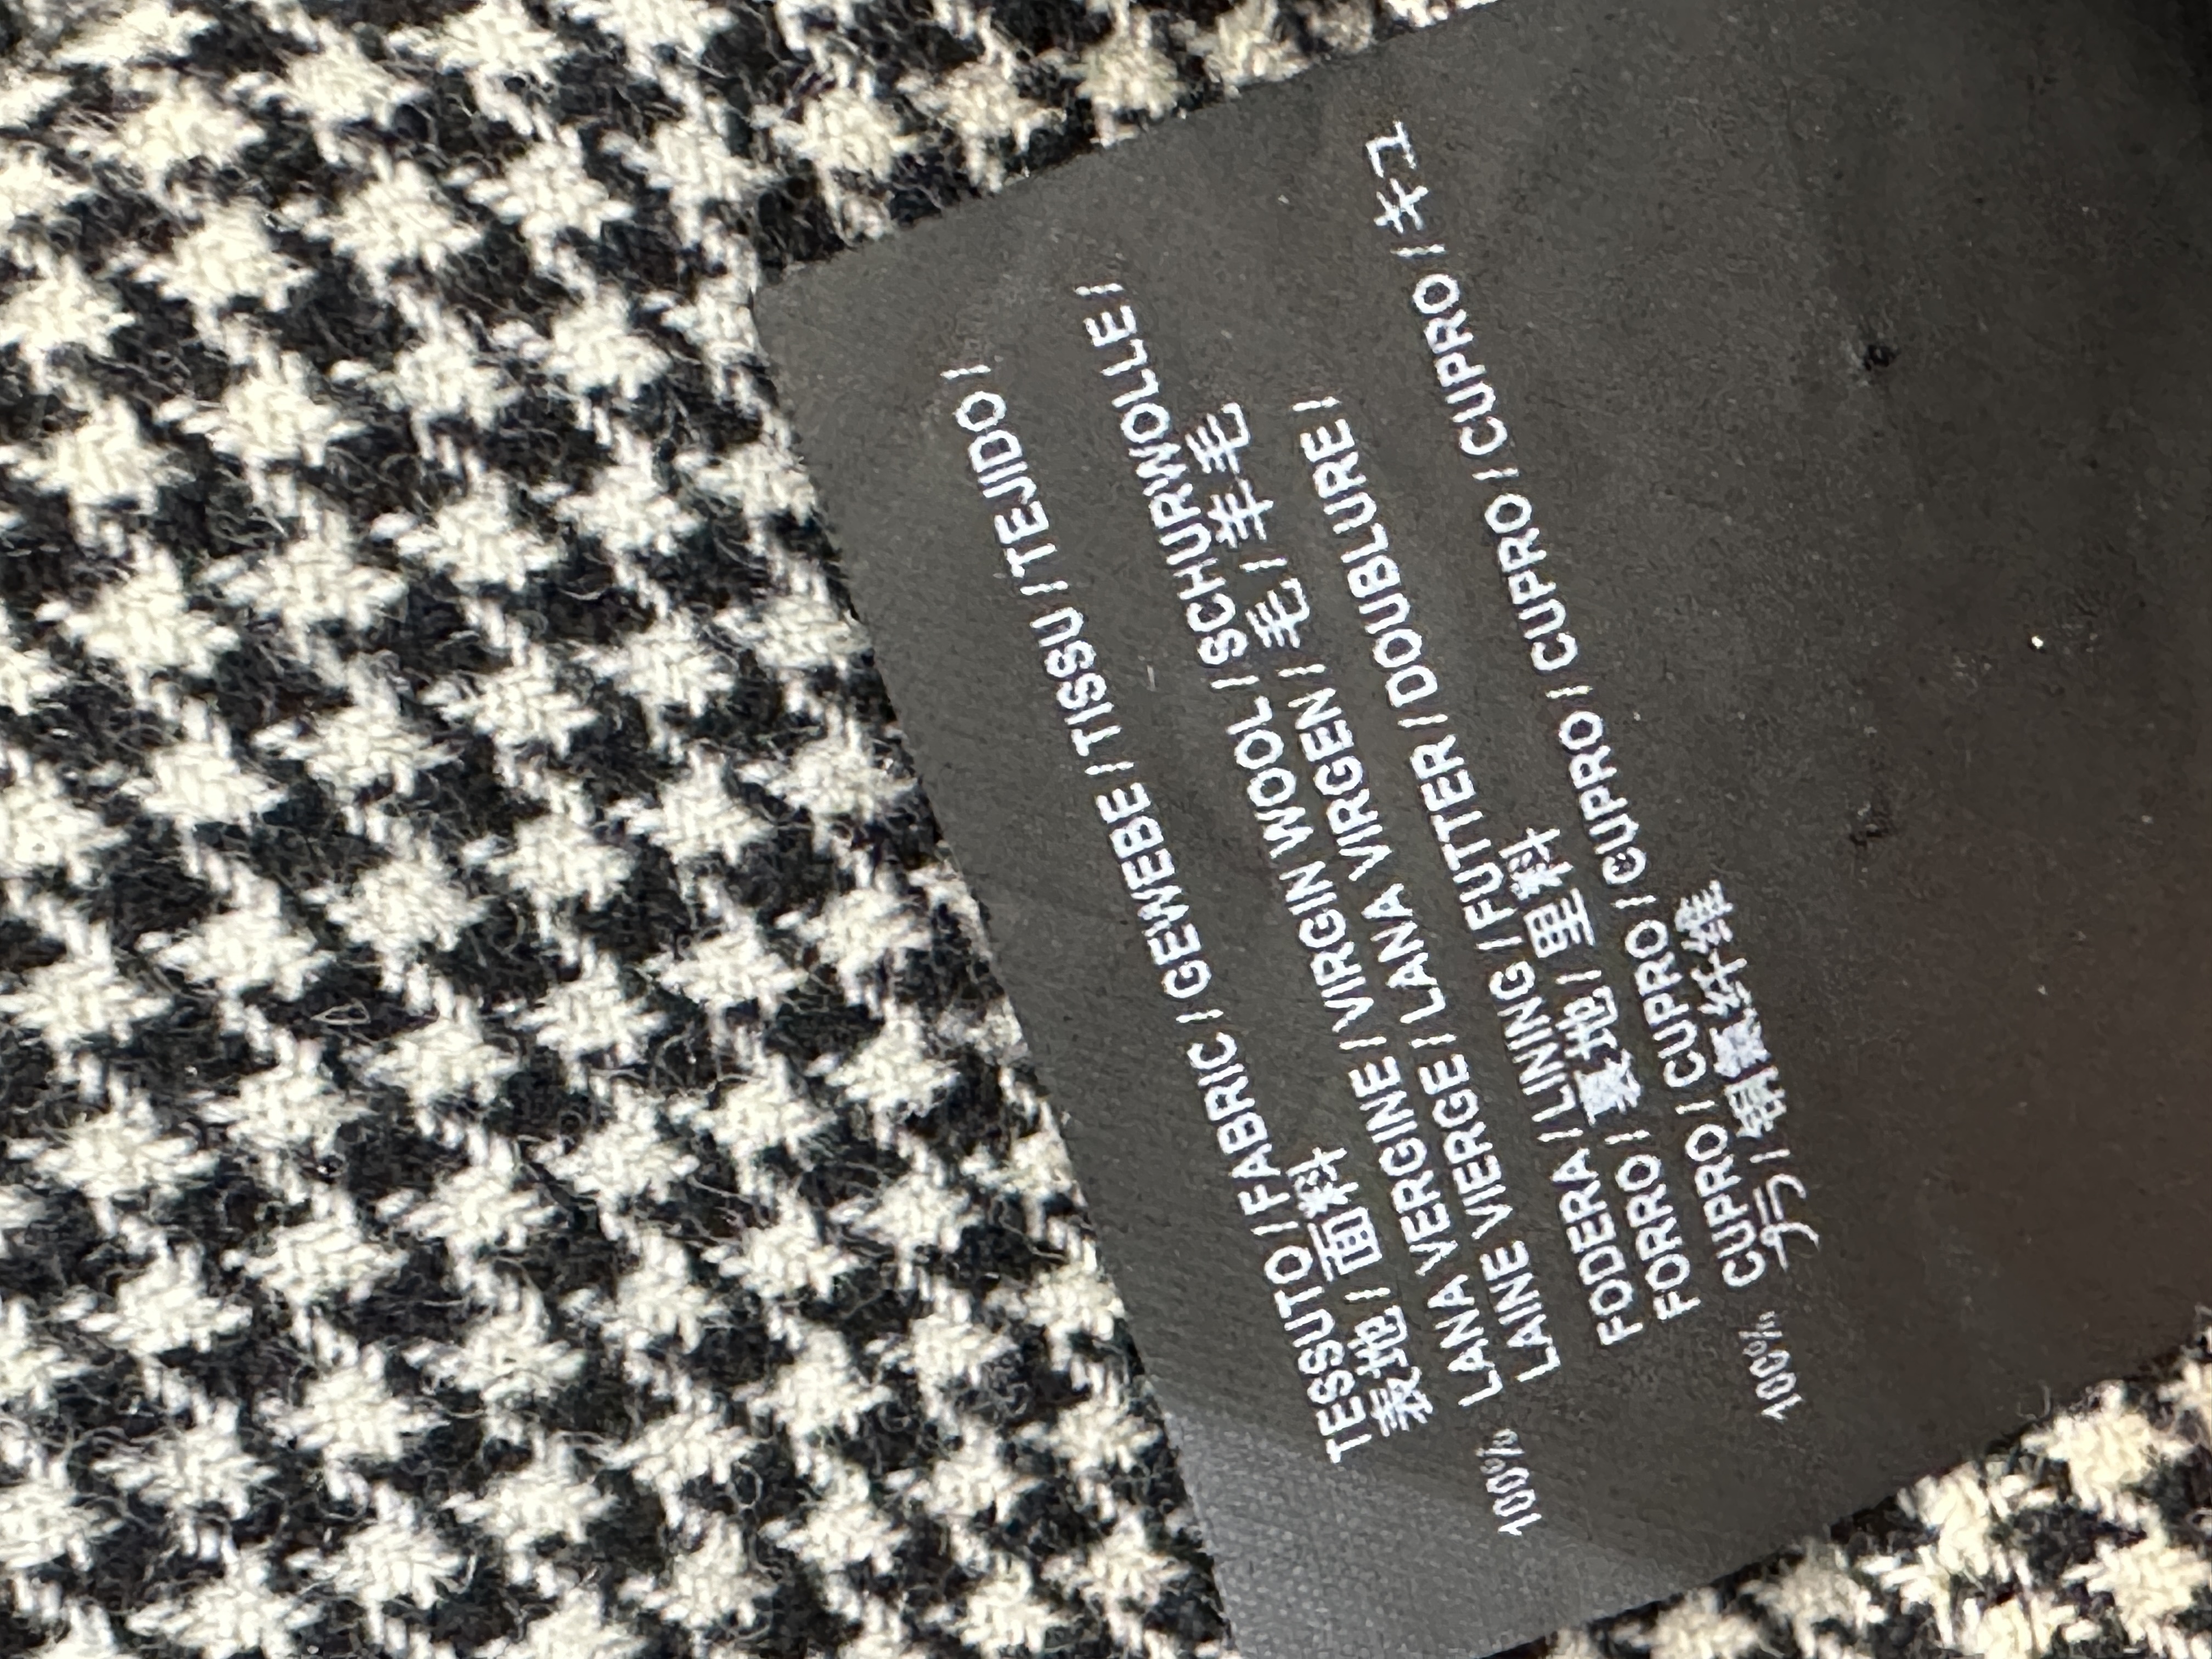 TESSUTO / FABRIC / GEWEBE / TISSU / TEJIDO /
表地 / 面料
100% LANA VERGINE / VIRGIN WOOL / SCHURWOLLE /
LAINE VIERGE / LANA VIRGEN / 毛 / 羊毛
FODERA / LINING / FUTTER / DOUBLURE /
FORRO / 裏地 / 里料
100% CUPRO / CUPRO / CUPRO / CUPRO / CUPRO / キュ
プラ / 铜氨纤维